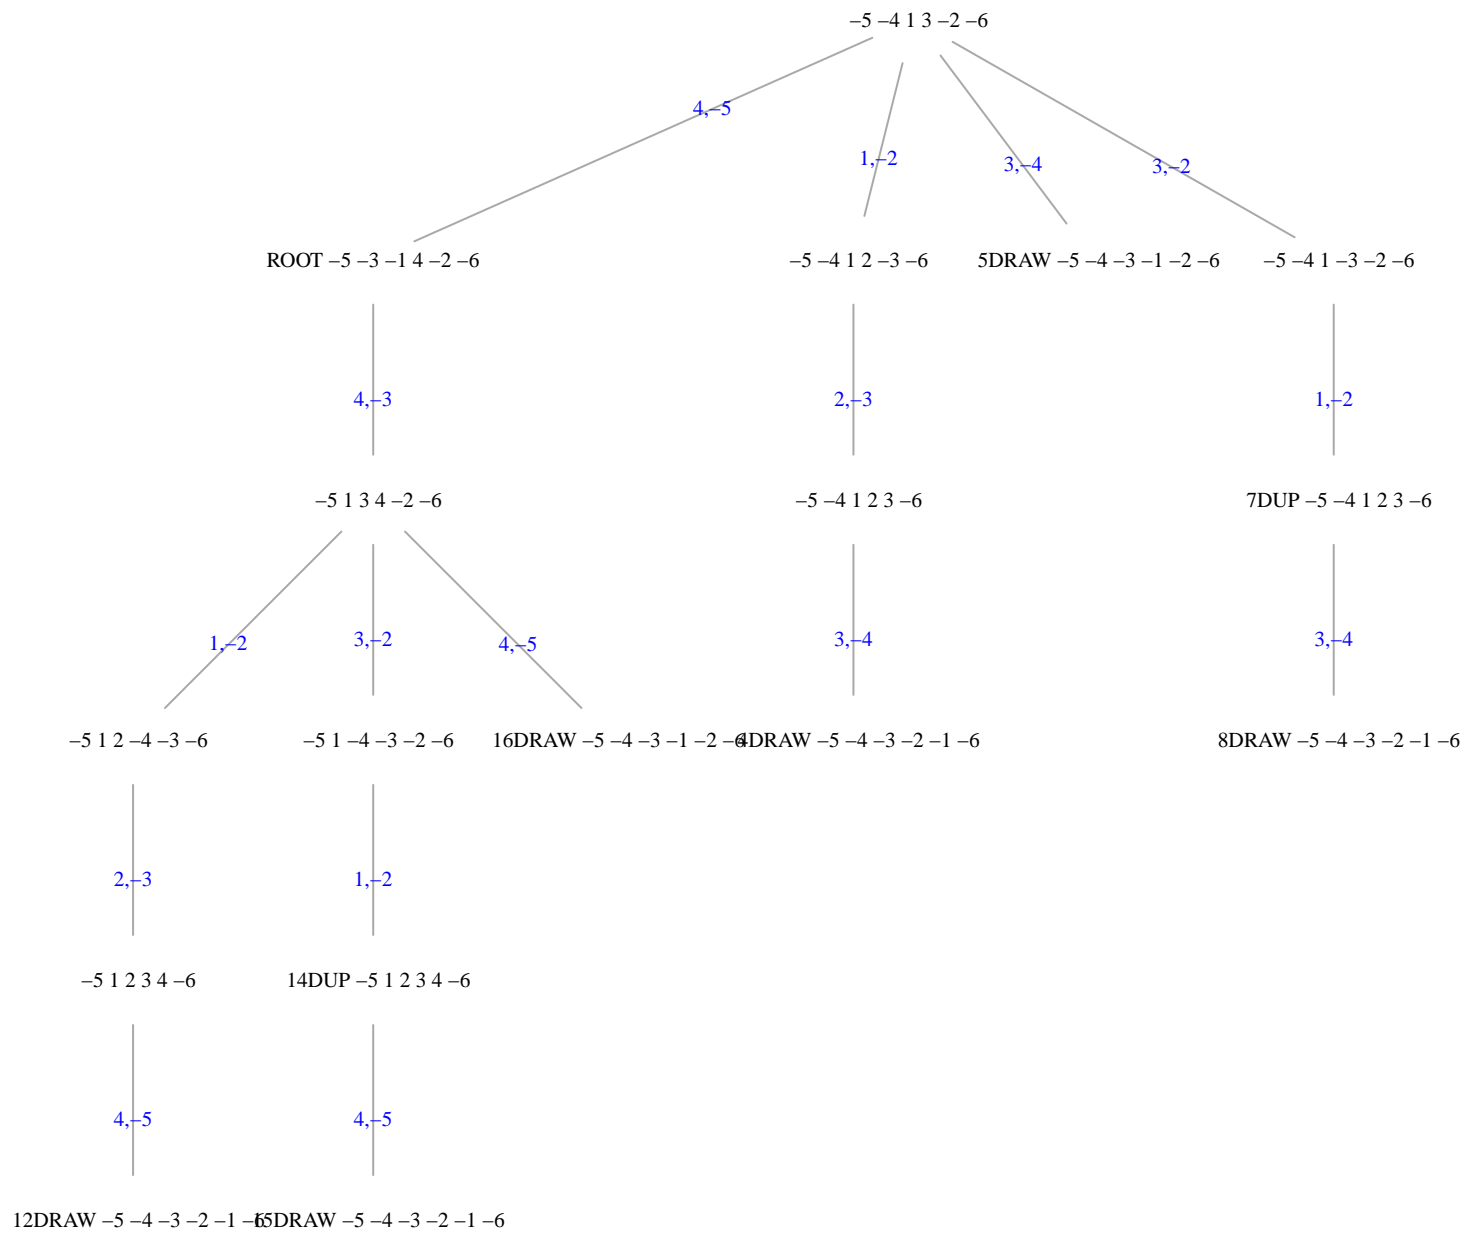 –5 –4 1 3 –2 –6
4,–5
1,–2
3,–4
3,–2
ROOT –5 –3 –1 4 –2 –6
–5 –4 1 2 –3 –6
5DRAW –5 –4 –3 –1 –2 –6
–5 –4 1 –3 –2 –6
4,–3
2,–3
1,–2
–5 1 3 4 –2 –6
–5 –4 1 2 3 –6
7DUP –5 –4 1 2 3 –6
1,–2
3,–2
4,–5
3,–4
3,–4
–5 1 2 –4 –3 –6
–5 1 –4 –3 –2 –6
16DRAW –5 –4 –3 –1 –2 –6
4DRAW –5 –4 –3 –2 –1 –6
8DRAW –5 –4 –3 –2 –1 –6
2,–3
1,–2
–5 1 2 3 4 –6
14DUP –5 1 2 3 4 –6
4,–5
4,–5
12DRAW –5 –4 –3 –2 –1 –6
15DRAW –5 –4 –3 –2 –1 –6